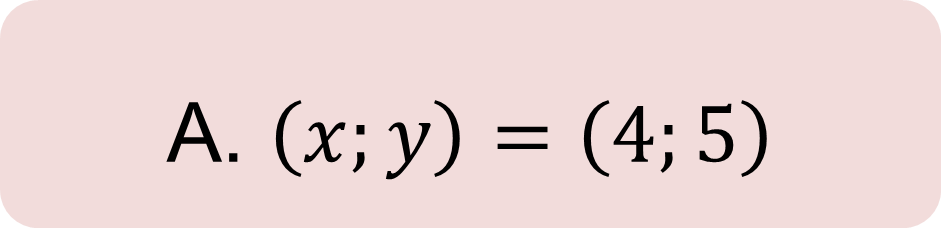 A. (x; y) = (4; 5)